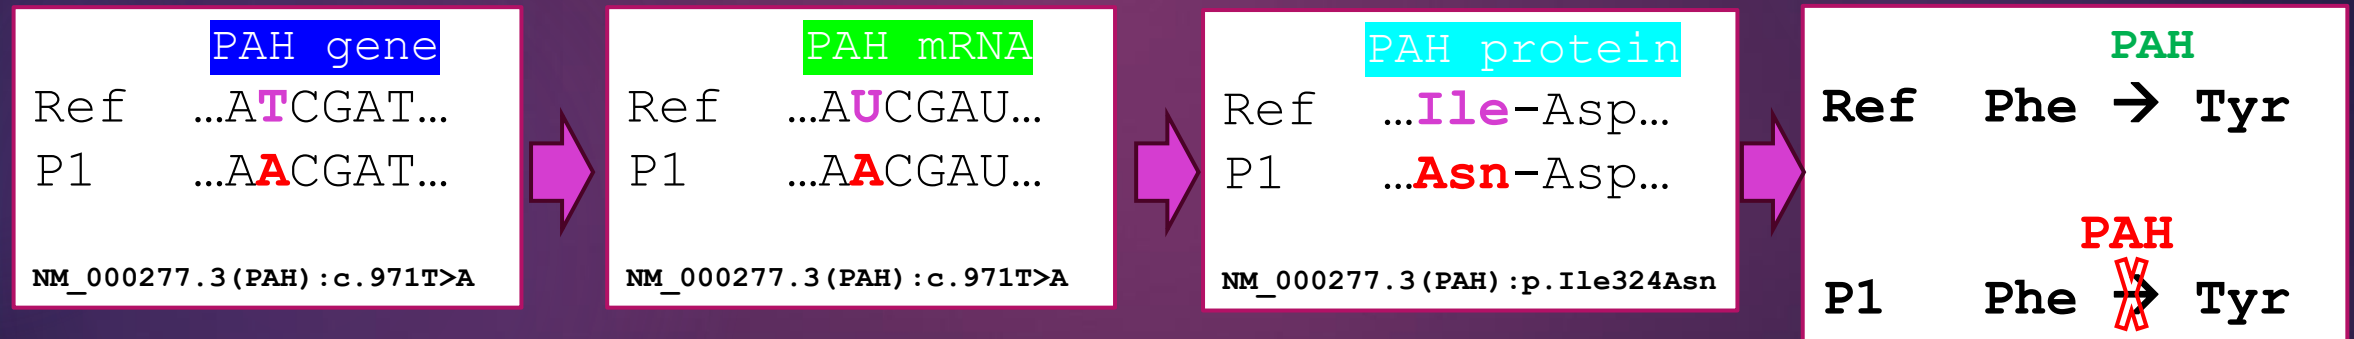 PAH gene
Ref …ATCGAT…
P1 …AACGAT…
NM_000277.3(PAH):c.971T>A
PAH mRNA
Ref …AUCGAU…
P1 …AACGAU…
NM_000277.3(PAH):c.971T>A
PAH protein
Ref …Ile-Asp…
P1 …Asn-Asp…
NM_000277.3(PAH):p.Ile324Asn
PAH
Ref Phe → Tyr
PAH
P1 Phe → Tyr